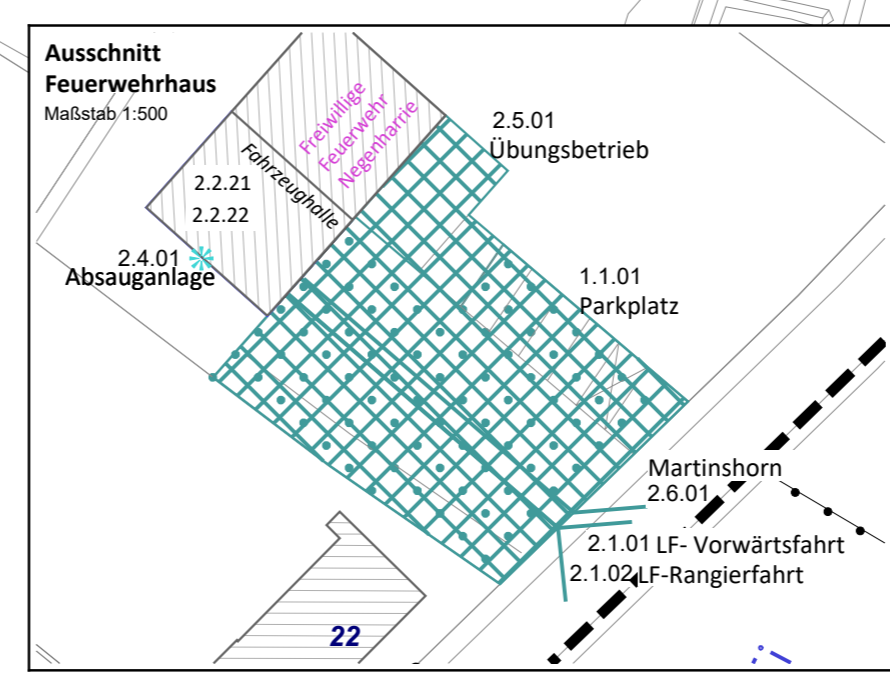 Ausschnitt
Feuerwehrhaus
Maßstab 1:500
Freiwillige
Feuerwehr
Negenharrie
Fahrzeughalle
2.2.21
2.2.22
2.4.01
Absauganlage
2.5.01
Übungsbetrieb
1.1.01
Parkplatz
Martinshorn
2.6.01
2.1.01 LF- Vorwärtsfahrt
2.1.02 LF-Rangierfahrt
22